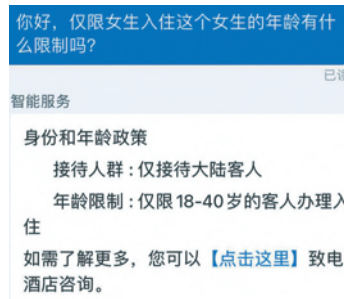 你好，仅限女生入住这个女生的年龄有什
么限制吗?
已
智能服务
身份和年龄政策
接待人群:仅接待大陆客人
年龄限制:仅限18-40岁的客人办理入
住
如需了解更多，您可以【点击这里】致电
酒店咨询。